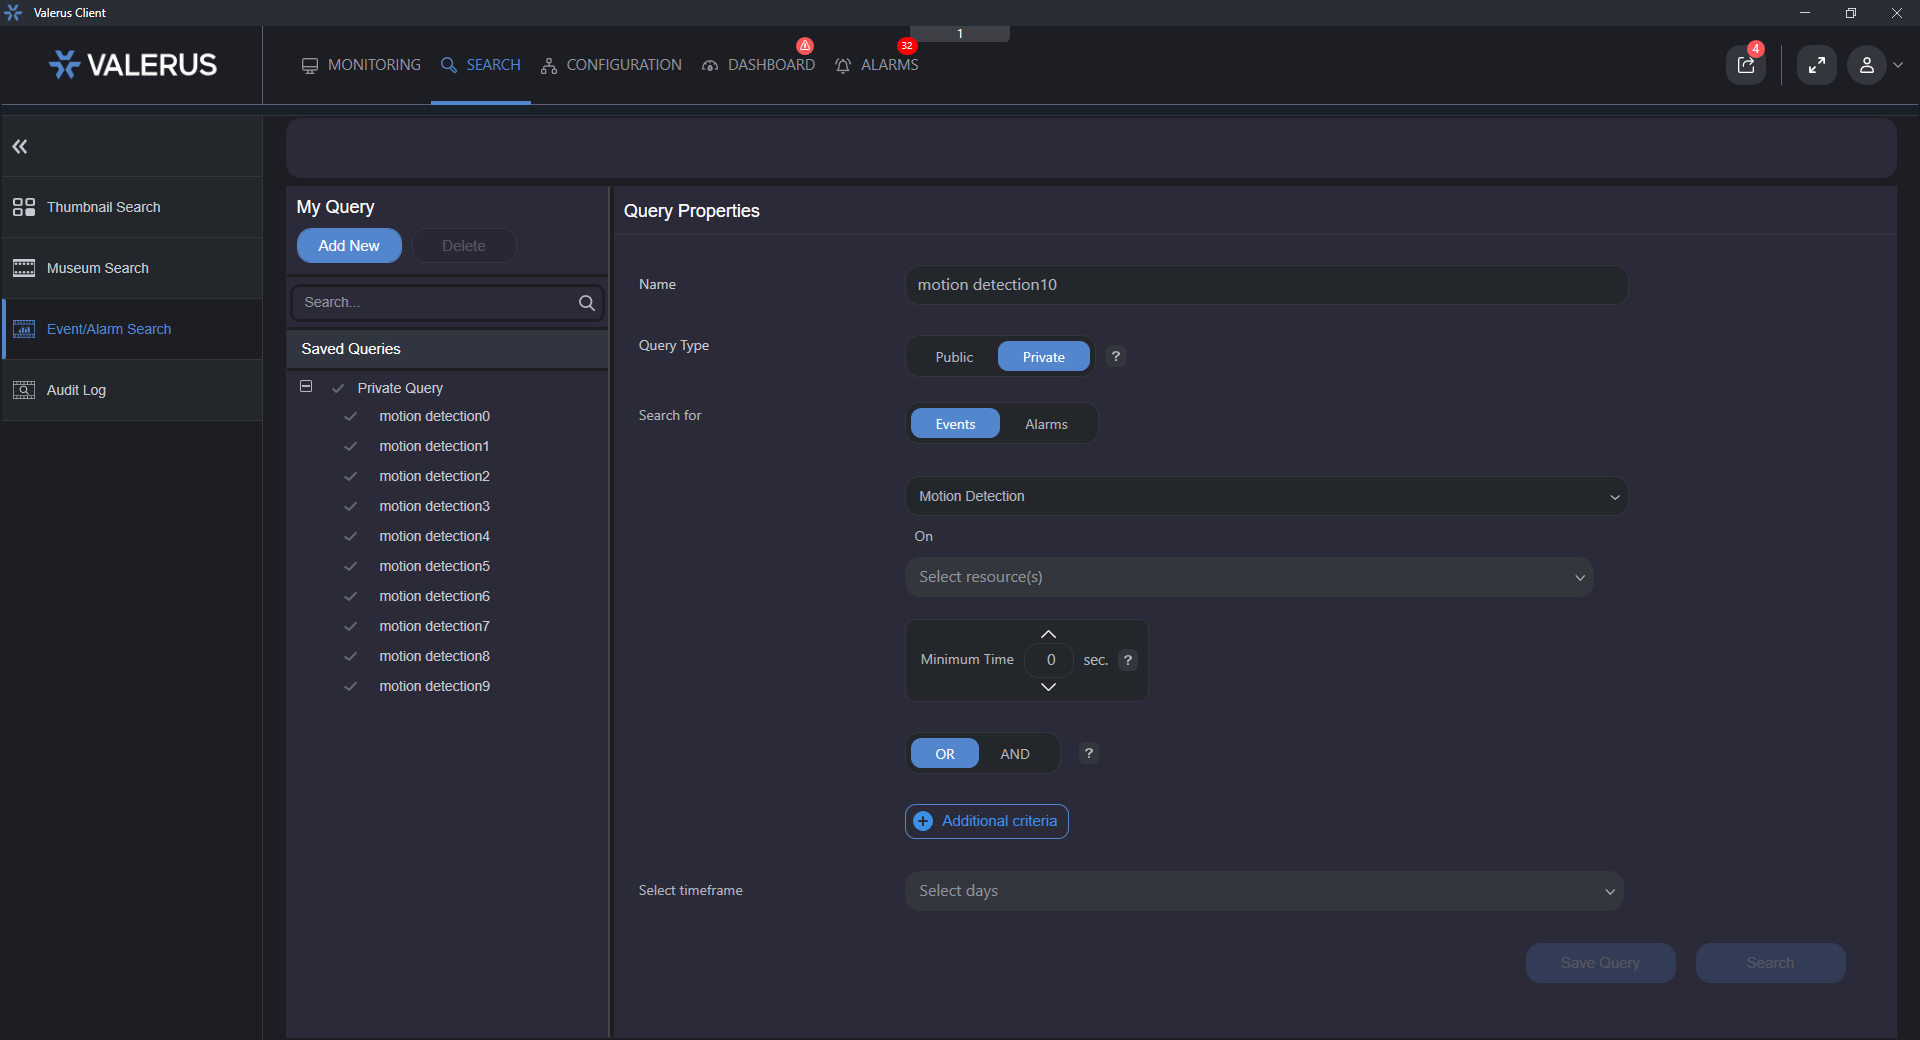 Valerus Client
1
VALERUS
MONITORING
SEARCH
CONFIGURATION
DASHBOARD
32
ALARMS
4
Thumbnail Search
Museum Search
Event/Alarm Search
Audit Log
My Query
Add New
Delete
Search...
Saved Queries
Private Query
motion detection0
motion detection1
motion detection2
motion detection3
motion detection4
motion detection5
motion detection6
motion detection7
motion detection8
motion detection9
Query Properties
Name
motion detection10
Query Type
Public
Private
?
Search for
Events
Alarms
Motion Detection
On
Select resource(s)
Minimum Time
0
sec.
?
OR
AND
?
Additional criteria
Select timeframe
Select days
Save Query
Search